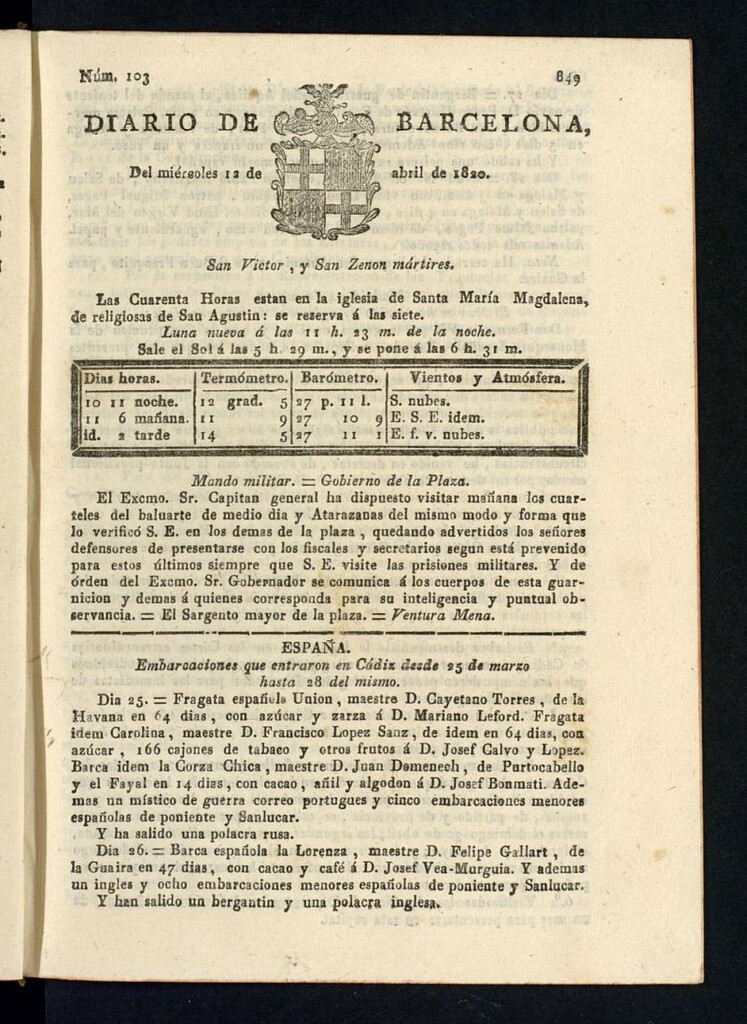 Núm. 103 849
DIARIO DE BARCELONA,
Del miércoles 12 de abril de 1820.
San Victor, y San Zenon mártires.
Las Cuarenta Horas estan en la iglesia de Santa María Magdalena,
de religiosas de San Agustin: se reserva á las siete.
Luna nueva á las 11 h. 23 m. de la noche.
Sale el Sol á las 5 h. 29 m., y se pone á las 6 h. 31 m.
Dias horas. Termómetro. Barómetro. Vientos y Atmósfera.
10 11 noche. 12 grad. 5 27 p. 11 l. S. nubes.
11 6 mañana. 11 9 27 10 9 E. S. E. idem.
id. 2 tarde 14 5 27 11 1 E. f. v. nubes.
Mando militar. = Gobierno de la Plaza.
El Excmo. Sr. Capitan general ha dispuesto visitar mañana los cuar-
teles del baluarte de medio dia y Atarazanas del mismo modo y forma que
lo verificó S. E. en los demas de la plaza, quedando advertidos los señores
defensores de presentarse con los fiscales y secretarios segun está prevenido
para estos últimos siempre que S. E. visite las prisiones militares. Y de
órden del Excmo. Sr. Gobernador se comunica á los cuerpos de esta guar-
nicion y demas á quienes corresponda para su inteligencia y puntual ob-
servancia. = El Sargento mayor de la plaza. = Ventura Mena.
ESPAÑA.
Embarcaciones que entraron en Cádiz desde 25 de marzo
hasta 28 del mismo.
Dia 25. = Fragata española Union, maestre D. Cayetano Torres, de la
Havana en 64 dias, con azúcar y zarza á D. Mariano Leford. Fragata
idem Carolina, maestre D. Francisco Lopez Sanz, de idem en 64 dias, con
azúcar, 166 cajones de tabaco y otros frutos á D. Josef Calvo y Lopez.
Barca idem la Corza Chica, maestre D. Juan Domenech, de Portocabello
y el Fayal en 14 dias, con cacao, añil y algodon á D. Josef Bonmati. Ade-
mas un místico de guerra correo portugues y cinco embarcaciones menores
españolas de poniente y Sanlucar.
Y ha salido una polacra rusa.
Dia 26. = Barca española la Lorenza, maestre D. Felipe Gallart, de
la Guaira en 47 dias, con cacao y café á D. Josef Vea-Murguia. Y ademas
un ingles y ocho embarcaciones menores españolas de poniente y Sanlucar.
Y han salido un bergantin y una polacra inglesa.